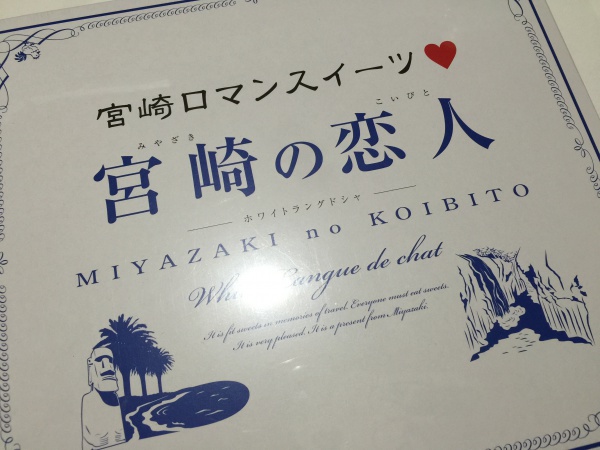 宮崎ロマンスイーツ♥
みやざき こいびと
宮崎の恋人
ホワイトラングドシャ
MIYAZAKI no KOIBITO
White Langue de chat
It is fit sweets in memories of travel. Everyone must eat sweets.
It is very pleased. It is a present from Miyazaki.